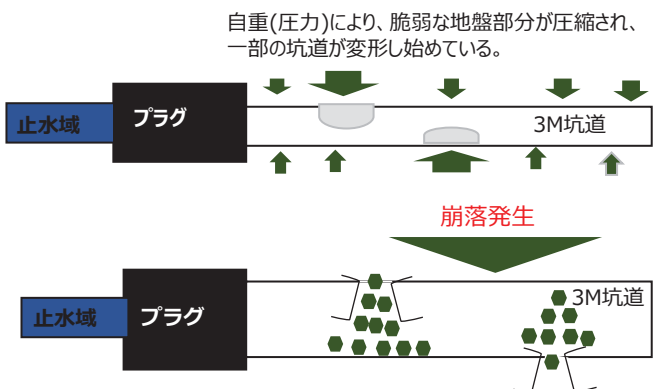 自重(圧力)により、脆弱な地盤部分が圧縮され、
一部の坑道が変形し始めている。
止水域
プラグ
3M坑道
崩落発生
止水域
プラグ
3M坑道